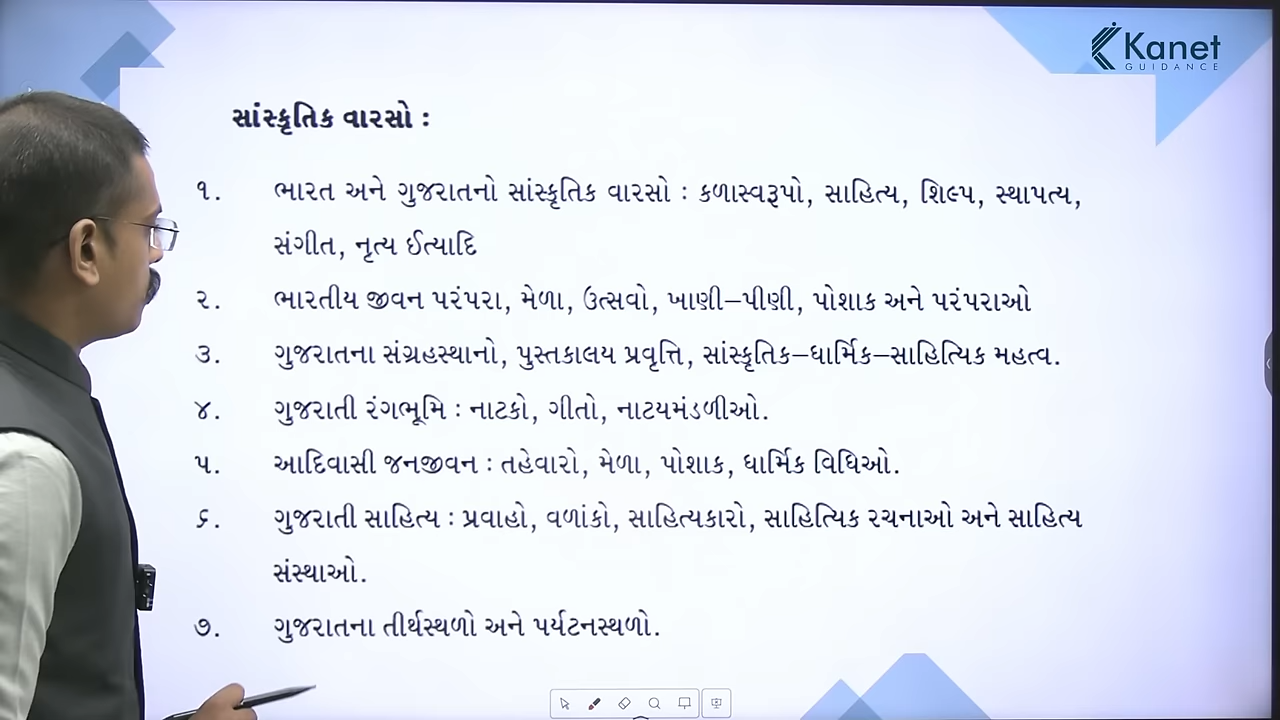 Kanet
GUIDANCE
સાંસ્કૃતિક વારસો :
૧. ભારત અને ગુજરાતનો સાંસ્કૃતિક વારસો : કળાસ્વરૂપો, સાહિત્ય, શિલ્પ, સ્થાપત્ય,
સંગીત, નૃત્ય ઈત્યાદિ
૨. ભારતીય જીવન પરંપરા, મેળા, ઉત્સવો, ખાણી–પીણી, પોશાક અને પરંપરાઓ
૩. ગુજરાતના સંગ્રહસ્થાનો, પુસ્તકાલય પ્રવૃત્તિ, સાંસ્કૃતિક–ધાર્મિક–સાહિત્યિક મહત્વ.
૪. ગુજરાતી રંગભૂમિ : નાટકો, ગીતો, નાટયમંડળીઓ.
૫. આદિવાસી જનજીવન : તહેવારો, મેળા, પોશાક, ધાર્મિક વિધિઓ.
૬. ગુજરાતી સાહિત્ય : પ્રવાહો, વળાંકો, સાહિત્યકારો, સાહિત્યિક રચનાઓ અને સાહિત્ય
સંસ્થાઓ.
૭. ગુજરાતના તીર્થસ્થળો અને પર્યટનસ્થળો.